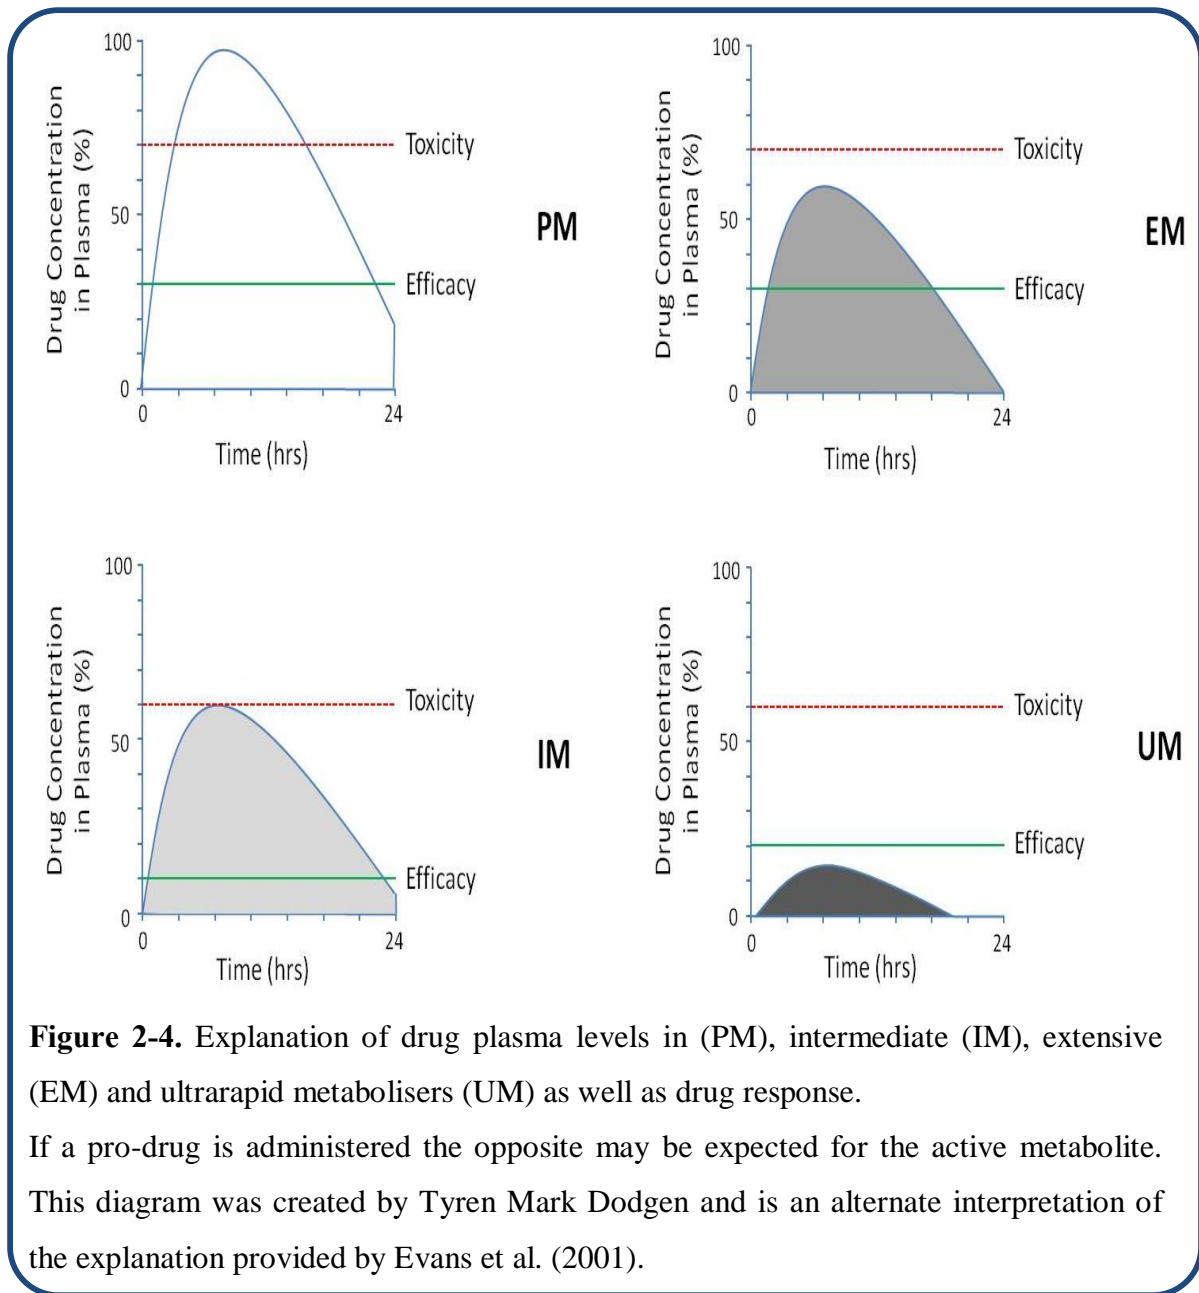 100
Drug Concentration
in Plasma (%)
50
0
Toxicity
Efficacy
PM
0
24
Time (hrs)
100
Drug Concentration
in Plasma (%)
50
0
Toxicity
Efficacy
EM
0
24
Time (hrs)
100
Drug Concentration
in Plasma (%)
50
0
Toxicity
Efficacy
IM
0
24
Time (hrs)
100
Drug Concentration
in Plasma (%)
50
0
Toxicity
Efficacy
UM
0
24
Time (hrs)
Figure 2-4. Explanation of drug plasma levels in (PM), intermediate (IM), extensive
(EM) and ultrarapid metabolisers (UM) as well as drug response.
If a pro-drug is administered the opposite may be expected for the active metabolite.
This diagram was created by Tyren Mark Dodgen and is an alternate interpretation of
the explanation provided by Evans et al. (2001).